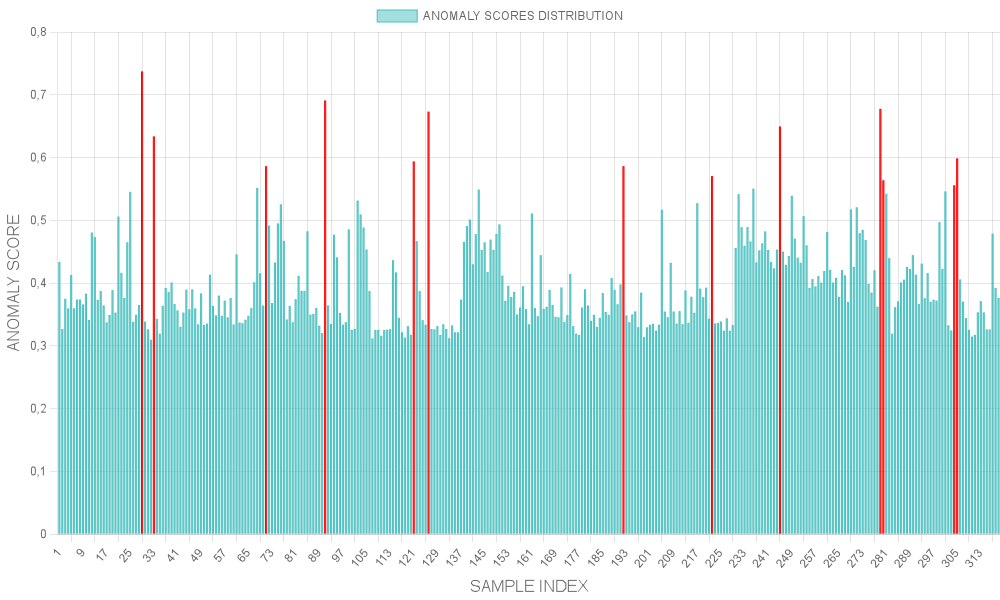 ANOMALY SCORES DISTRIBUTION
0,8
0,7
0,6
0,5
0,4
0,3
0,2
0,1
0
ANOMALY SCORE
1 9 17 25 33 41 49 57 65 73 81 89 97 105 113 121 129 137 145 153 161 169 177 185 193 201 209 217 225 233 241 249 257 265 273 281 289 297 305 313
SAMPLE INDEX